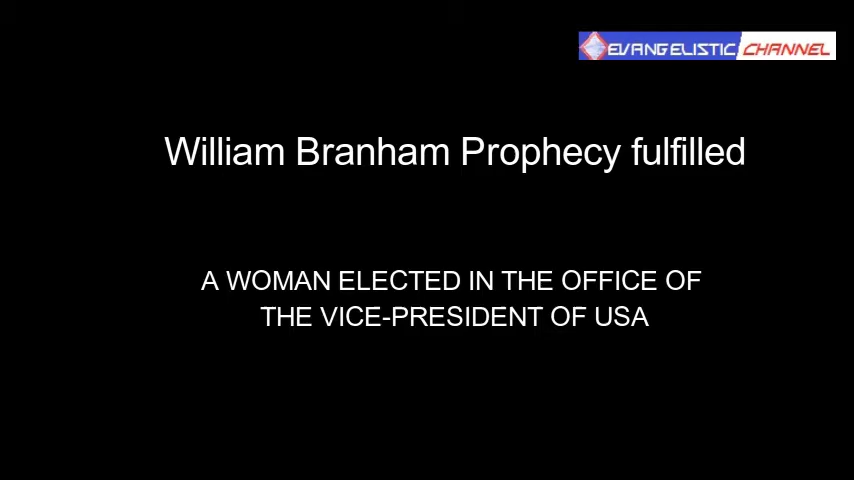 EVANGELISTIC CHANNEL
William Branham Prophecy fulfilled
A WOMAN ELECTED IN THE OFFICE OF
THE VICE-PRESIDENT OF USA